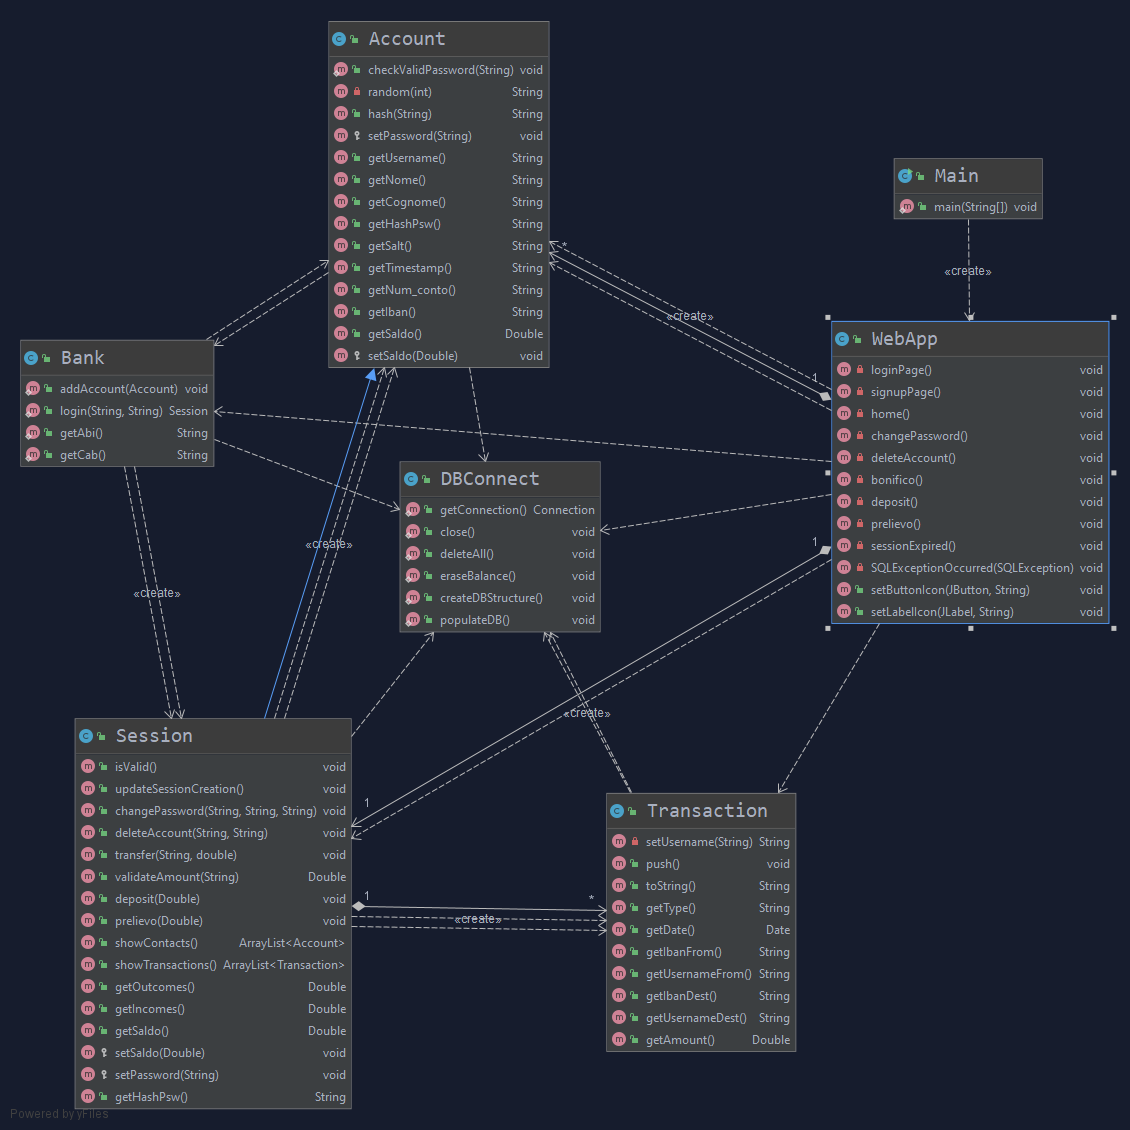 Account
checkValidPassword(String) void
random(int) String
hash(String) String
setPassword(String) void
getUsername() String
getNome() String
getCognome() String
getHashPsw() String
getSalt() String
getTimestamp() String
getNum_conto() String
getIban() String
getSaldo() Double
setSaldo(Double) void
Main
main(String[]) void
«create»
*
«create»
1
Bank
addAccount(Account) void
login(String, String) Session
getAbi() String
getCab() String
WebApp
loginPage() void
signupPage() void
home() void
changePassword() void
deleteAccount() void
bonifico() void
deposit() void
prelievo() void
sessionExpired() void
SQLExceptionOccurred(SQLException) void
setButtonIcon(JButton, String) void
setLabelIcon(JLabel, String) void
DBConnect
getConnection() Connection
close() void
deleteAll() void
eraseBalance() void
createDBStructure() void
populateDB() void
«create»
1
«create»
«create»
1
Session
isValid() void
updateSessionCreation() void
changePassword(String, String, String) void
deleteAccount(String, String) void
transfer(String, double) void
validateAmount(String) Double
deposit(Double) void
prelievo(Double) void
showContacts() ArrayList<Account>
showTransactions() ArrayList<Transaction>
getOutcomes() Double
getIncomes() Double
getSaldo() Double
setSaldo(Double) void
setPassword(String) void
getHashPsw() String
1
*
«create»
Transaction
setUsername(String) String
push() void
toString() String
getType() String
getDate() Date
getIbanFrom() String
getUsernameFrom() String
getIbanDest() String
getUsernameDest() String
getAmount() Double
Powered by yFiles